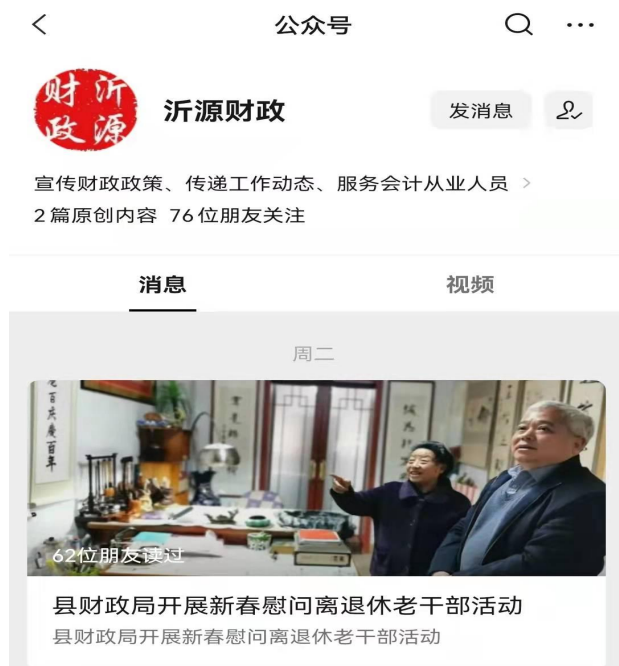 公众号
沂源
财政
沂源财政
发消息
宣传财政政策、传递工作动态、服务会计从业人员
2篇原创内容 76位朋友关注
消息
视频
周二
62位朋友读过
县财政局开展新春慰问离退休老干部活动
县财政局开展新春慰问离退休老干部活动